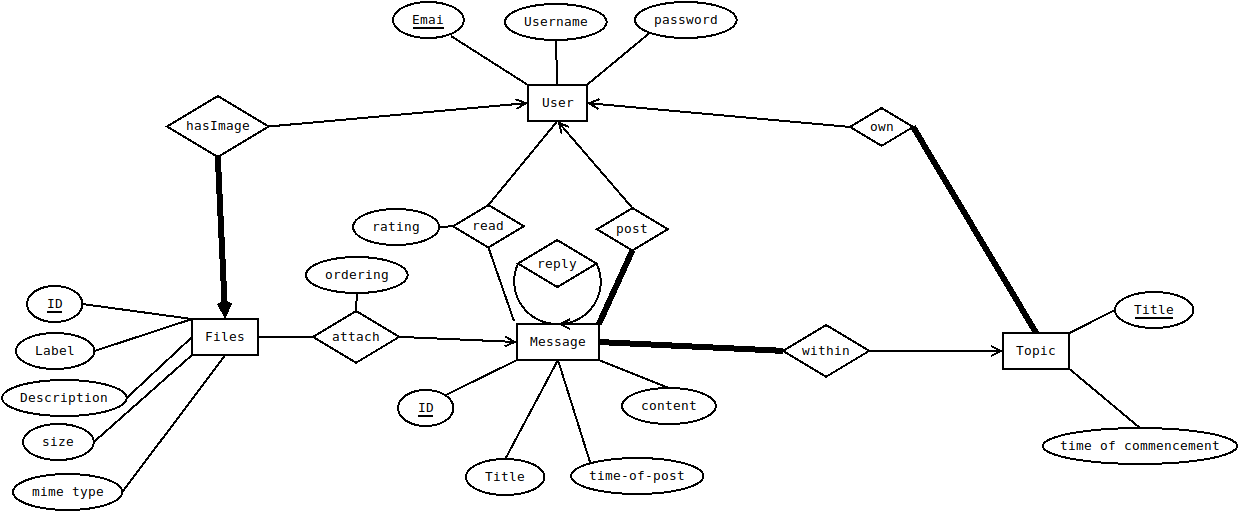 Emai
Username
password
User
hasImage
own
rating
read
post
reply
ordering
ID
Label
Description
size
mime type
Files
attach
Message
within
Topic
Title
time of commencement
ID
content
Title
time-of-post